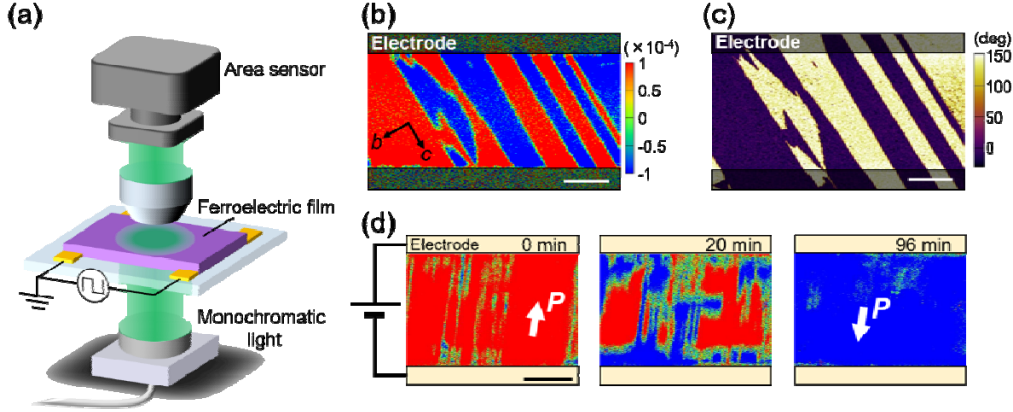 (a)
Area sensor
Ferroelectric film
Monochromatic
light
(b)
Electrode
(×10⁻⁴)
1
0.5
0
-0.5
-1
b
c
(c)
Electrode
(deg)
150
100
50
0
(d)
Electrode
0 min
P
20 min
96 min
P